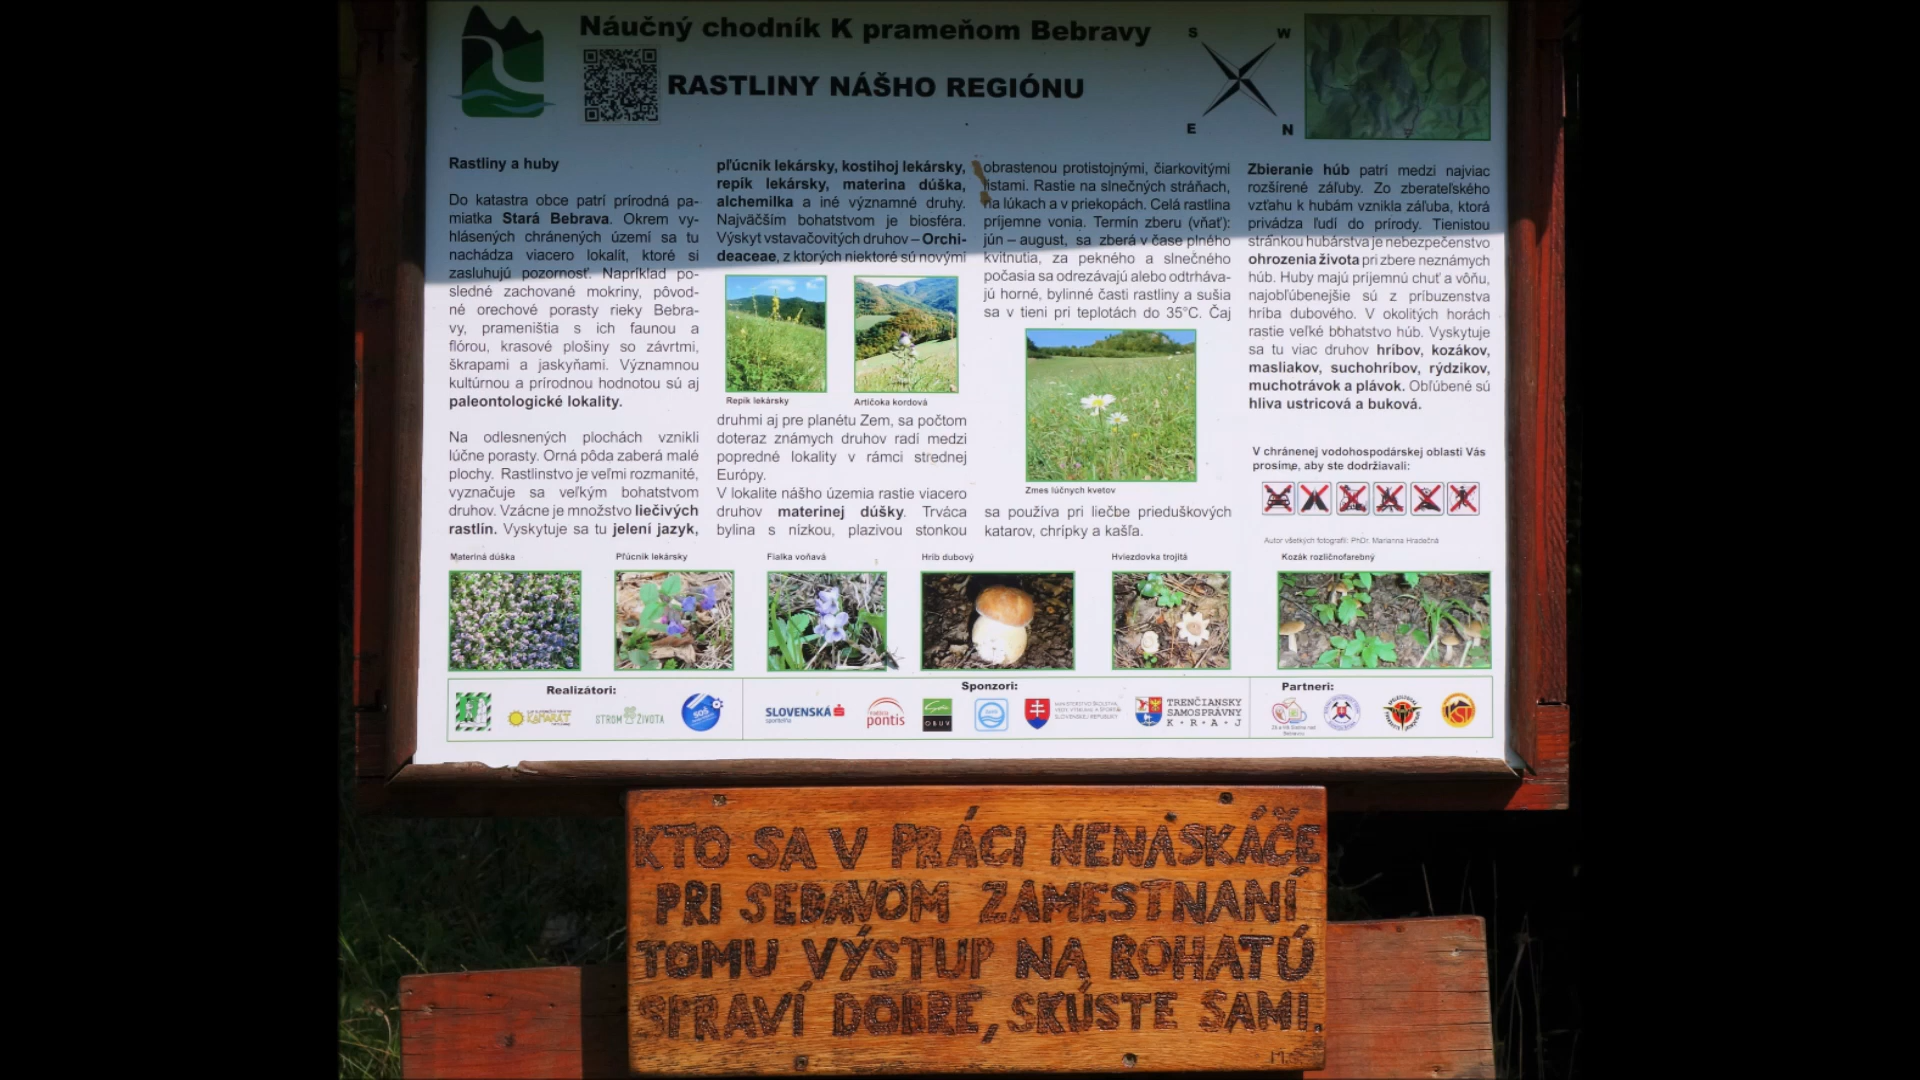 Náučný chodník K prameňom Bebravy
RASTLINY NÁŠHO REGIÓNU
S W
E N
Rastliny a huby
Do katastra obce patrí prírodná pa-
miatka Stará Bebrava. Okrem vy-
hlásených chránených území sa tu
nachádza viacero lokalít, ktoré si
zasluhujú pozornosť. Napríklad po-
sledné zachované mokriny, pôvod-
né orechové porasty rieky Bebra-
vy, prameništia s ich faunou a
flórou, krasové plošiny so závrtmi,
škrapami a jaskyňami. Významnou
kultúrnou a prírodnou hodnotou sú aj
paleontologické lokality.
Na odlesnených plochách vznikli
lúčne porasty. Orná pôda zaberá malé
plochy. Rastlinstvo je veľmi rozmanité,
vyznačuje sa veľkým bohatstvom
druhov. Vzácne je množstvo liečivých
rastlín. Vyskytuje sa tu jelení jazyk,
pľúcnik lekársky, kostihoj lekársky,
repík lekársky, materina dúška,
alchemilka a iné významné druhy.
Najväčším bohatstvom je biosféra.
Výskyt vstavačovitých druhov – Orchi-
deaceae, z ktorých niektoré sú novými
Repík lekársky
Artičoka kordová
druhmi aj pre planétu Zem, sa počtom
doteraz známych druhov radí medzi
popredné lokality v rámci strednej
Európy.
V lokalite nášho územia rastie viacero
druhov materinej dúšky. Trváca
bylina s nízkou, plazivou stonkou
obrastenou protistojnými, čiarkovitými
listami. Rastie na slnečných stráňach,
na lúkach a v priekopách. Celá rastlina
príjemne vonia. Termín zberu (vňať):
jún – august, sa zberá v čase plného
kvitnutia, za pekného a slnečného
počasia sa odrezávajú alebo odtrháva-
jú horné, bylinné časti rastliny a sušia
sa v tieni pri teplotách do 35°C. Čaj
Zmes lúčnych kvetov
sa používa pri liečbe prieduškových
katarov, chrípky a kašľa.
Zbieranie húb patrí medzi najviac
rozšírené záľuby. Zo zberateľského
vzťahu k hubám vznikla záľuba, ktorá
privádza ľudí do prírody. Tienistou
stránkou hubárstva je nebezpečenstvo
ohrozenia života pri zbere neznámych
húb. Huby majú príjemnú chuť a vôňu,
najobľúbenejšie sú z príbuzenstva
hríba dubového. V okolitých horách
rastie veľké bohatstvo húb. Vyskytuje
sa tu viac druhov hríbov, kozákov,
masliakov, suchohríbov, rýdzikov,
muchotrávok a plávok. Obľúbené sú
hliva ustricová a buková.
V chránenej vodohospodárskej oblasti Vás
prosíme, aby ste dodržiavali:
Autor všetkých fotografií: PhDr. Marianna Hradečná
Materina dúška
Pľúcnik lekársky
Fialka voňavá
Hríb dubový
Hviezdovka trojitá
Kozák rozličnofarebný
Realizátori:
KAMARÁT
STROM ŽIVOTA
SOS
Sponzori:
SLOVENSKÁ
sporiteľňa
pontis
OBUV
MINISTERSTVO ŠKOLSTVA,
VEDY, VÝSKUMU A ŠPORTU
SLOVENSKEJ REPUBLIKY
TRENČIANSKY
SAMOSPRÁVNY
K·R·A·J
Partneri:
KST
KTO SA V PRÁCI NENASKÁČE
PRI SEDAVOM ZAMESTNANÍ
TOMU VÝSTUP NA ROHATÚ
SPRAVÍ DOBRE, SKÚSTE SAMI.